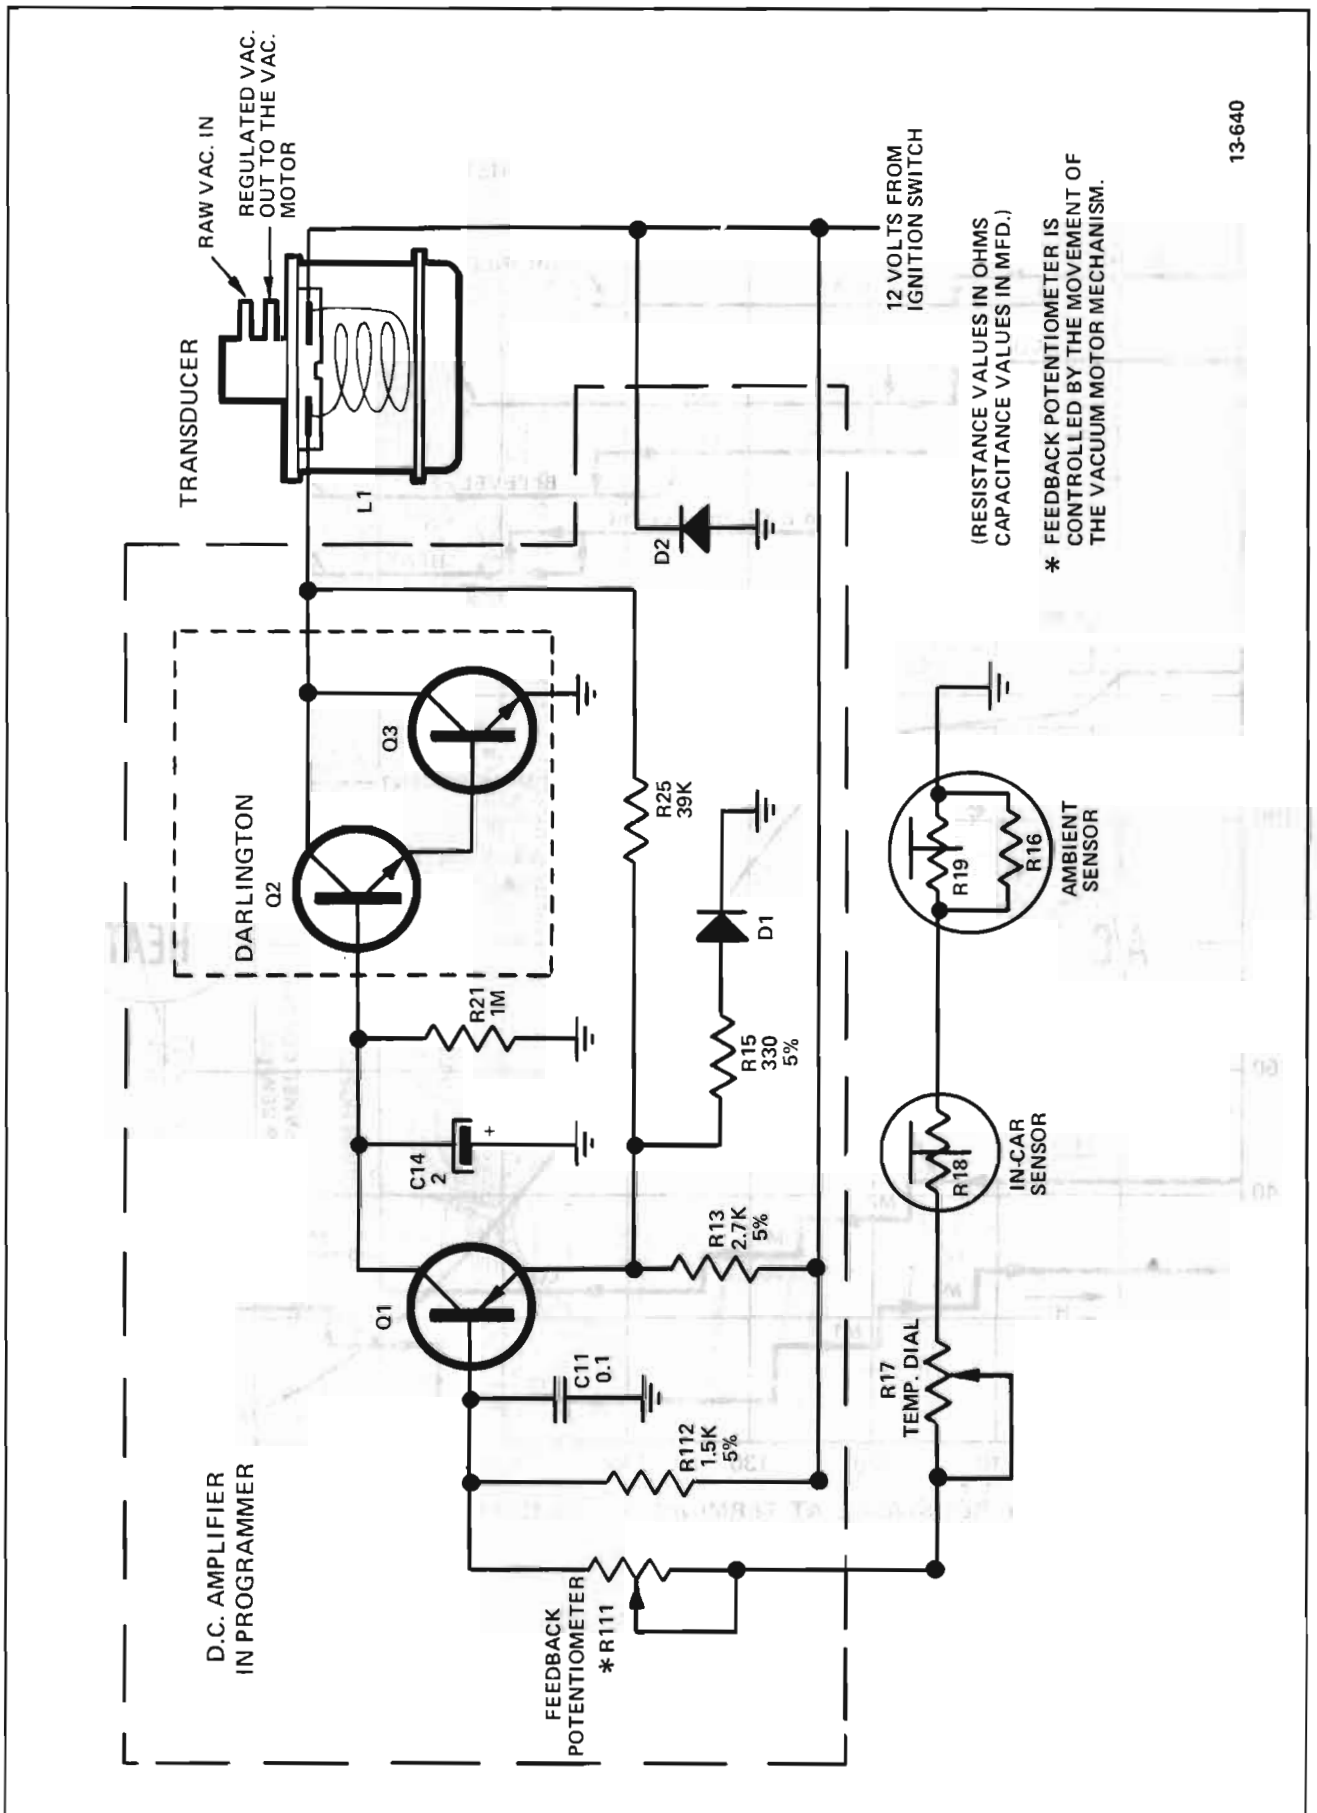 D.C. AMPLIFIER
IN PROGRAMMER
DARLINGTON
TRANSDUCER
RAW VAC. IN
REGULATED VAC.
OUT TO THE VAC.
MOTOR
Q1
Q2
Q3
L1
C14
2
+
R21
1M
FEEDBACK
POTENTIOMETER
*R111
R112
1.5K
5%
C11
0.1
R13
2.7K
5%
R15
330
5%
D1
R25
39K
D2
12 VOLTS FROM
IGNITION SWITCH
R17
TEMP. DIAL
R18
IN-CAR
SENSOR
R19
R16
AMBIENT
SENSOR
(RESISTANCE VALUES IN OHMS
CAPACITANCE VALUES IN MFD.)
* FEEDBACK POTENTIOMETER IS
CONTROLLED BY THE MOVEMENT OF
THE VACUUM MOTOR MECHANISM.
13-640